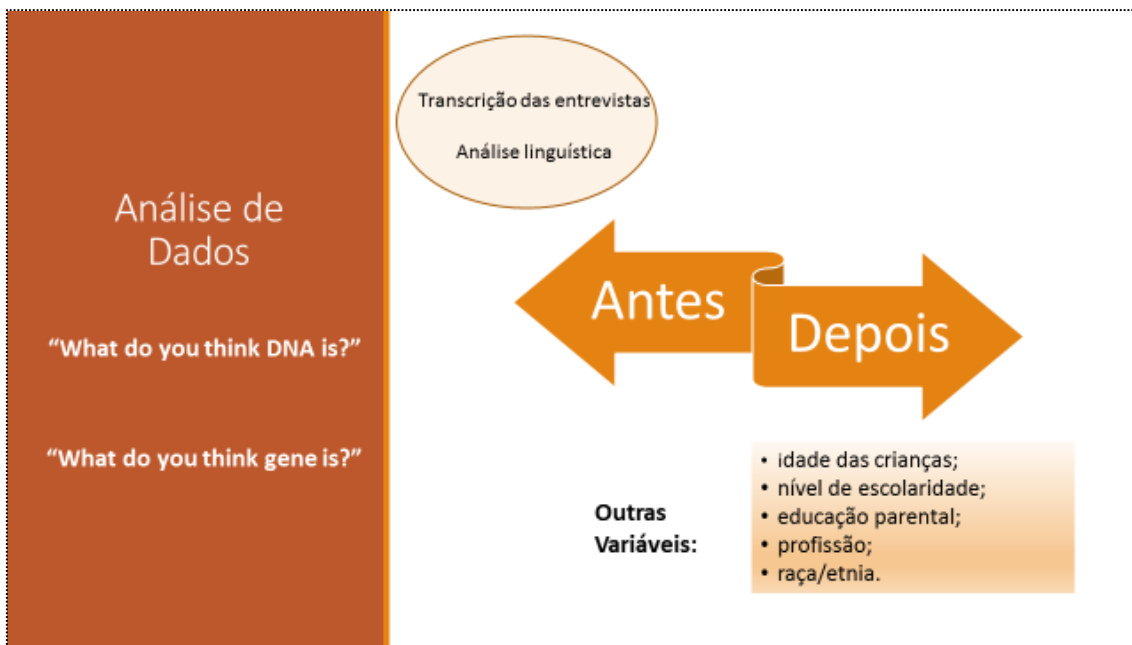 Análise de
Dados
“What do you think DNA is?”
“What do you think gene is?”
Transcrição das entrevistas
Análise linguística
Antes
Depois
Outras
Variáveis:
• idade das crianças;
• nível de escolaridade;
• educação parental;
• profissão;
• raça/etnia.